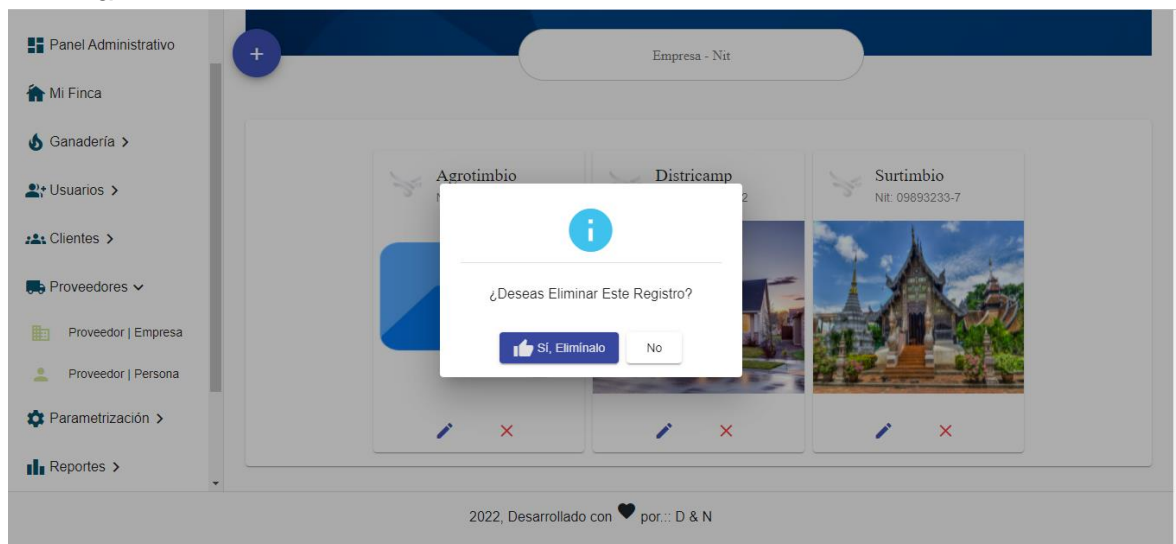 Panel Administrativo
+
Empresa - Nit
Mi Finca
Ganadería
Usuarios
Clientes
Proveedores
Proveedor | Empresa
Proveedor | Persona
Parametrización
Reportes
Agrotimbio
Districamp
2
Surtimbio
Nit: 09893233-7
¿Deseas Eliminar Este Registro?
Sí, Elimínalo
No
2022, Desarrollado con por.:: D & N